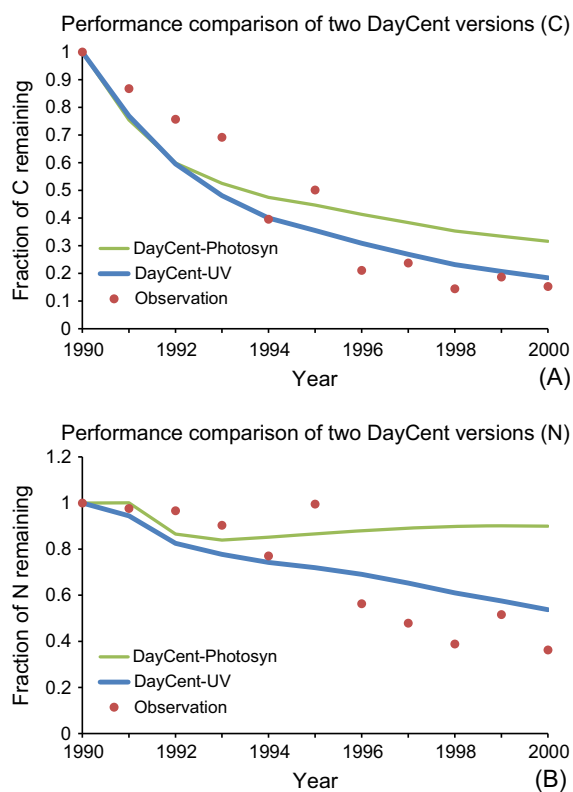 Performance comparison of two DayCent versions (C)
Fraction of C remaining
1
0.9
0.8
0.7
0.6
0.5
0.4
0.3
0.2
0.1
0
DayCent-Photosyn
DayCent-UV
Observation
1990 1992 1994 1996 1998 2000
Year
(A)
Performance comparison of two DayCent versions (N)
Fraction of N remaining
1.2
1
0.8
0.6
0.4
0.2
0
DayCent-Photosyn
DayCent-UV
Observation
1990 1992 1994 1996 1998 2000
Year
(B)